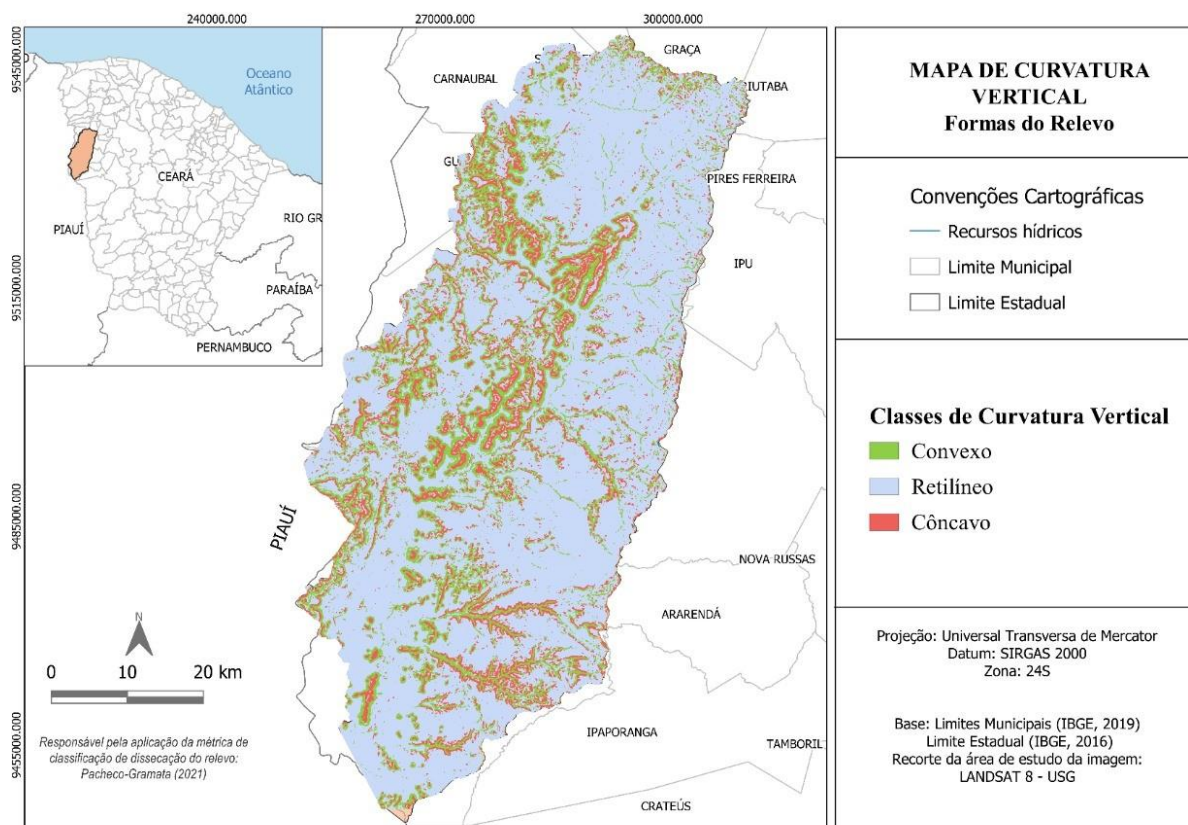 240000.000
270000.000
300000.000
9545000.000
9515000.000
9485000.000
9455000.000
Oceano
Atântico
CEARÁ
PIAUÍ
RIO GR
PARAÍBA
PERNAMBUCO
GRAÇA
CARNAUBAL
RIUTABA
GU
PIRES FERREIRA
IPU
PIAUÍ
NOVA RUSSAS
ARARENDÁ
IPAPORANGA
TAMBORIL
CRATEÚS
N
0 10 20 km
Responsável pela aplicação da métrica de
classificação de dissecação do relevo:
Pacheco-Gramata (2021)
MAPA DE CURVATURA
VERTICAL
Formas do Relevo
Convenções Cartográficas
Recursos hídricos
Limite Municipal
Limite Estadual
Classes de Curvatura Vertical
Convexo
Retilíneo
Côncavo
Projeção: Universal Transversa de Mercator
Datum: SIRGAS 2000
Zona: 24S
Base: Limites Municipais (IBGE, 2019)
Limite Estadual (IBGE, 2016)
Recorte da área de estudo da imagem:
LANDSAT 8 - USG